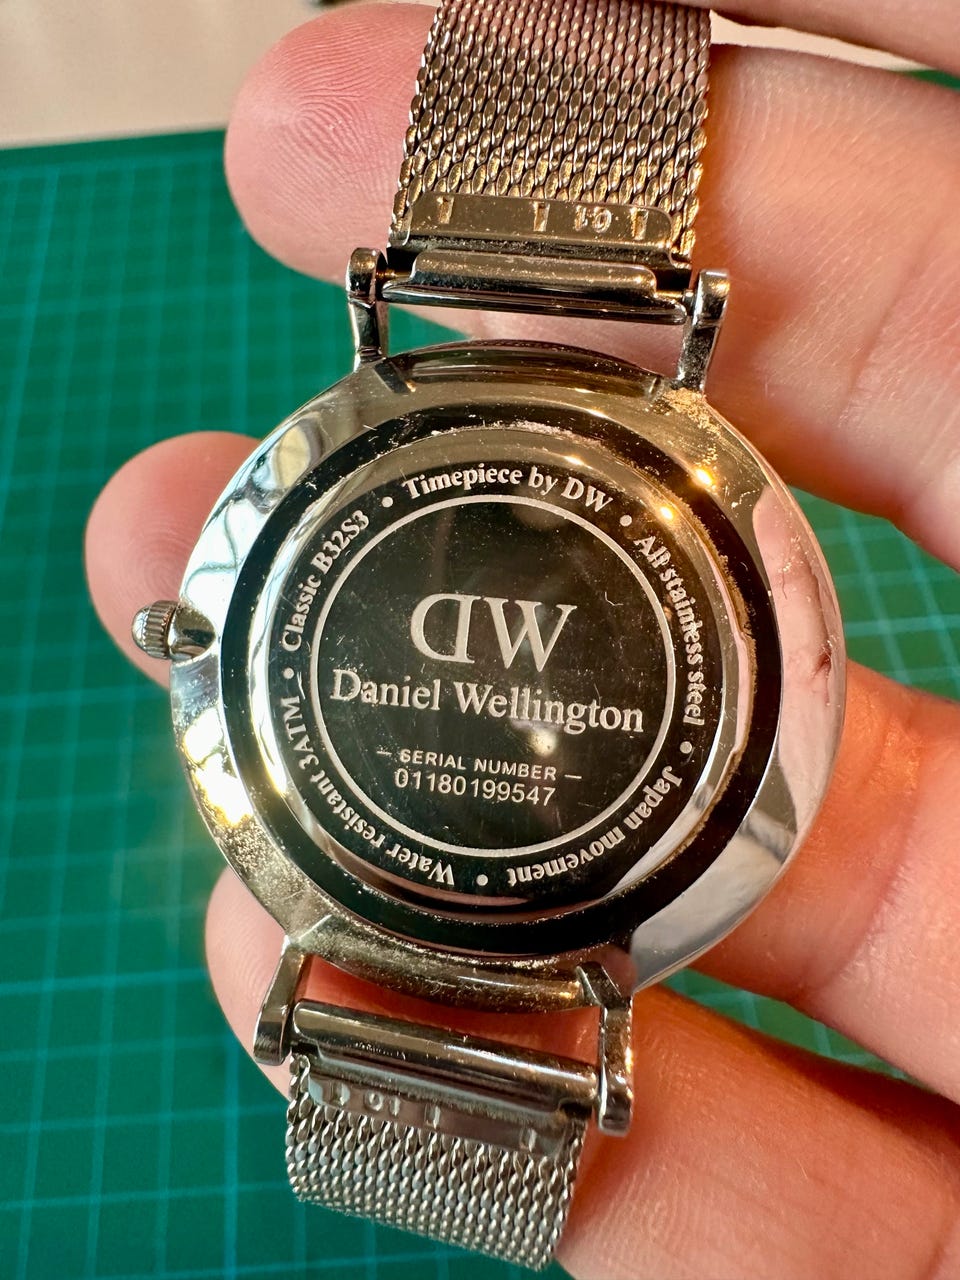 Timepiece by DW • All stainless steel • Japan movement • Water resistant 3ATM • Classic B32S3 •
DW
Daniel Wellington
— SERIAL NUMBER —
01180199547